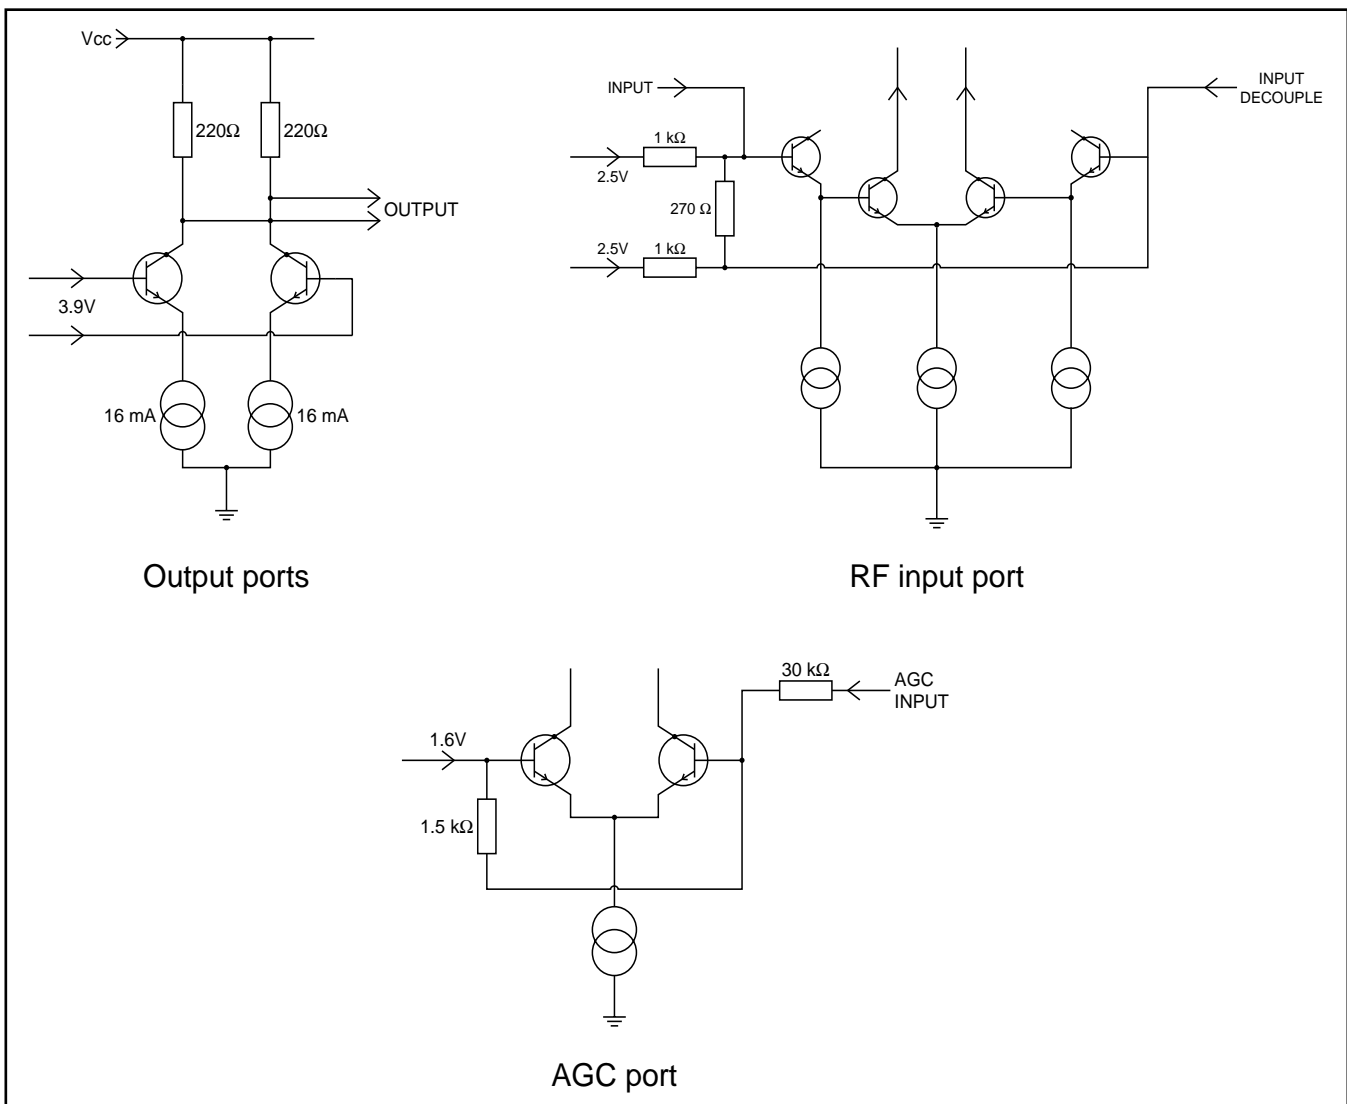 Vcc
220Ω
220Ω
OUTPUT
3.9V
16 mA
16 mA
Output ports
INPUT
INPUT
DECOUPLE
1 kΩ
2.5V
270 Ω
2.5V
1 kΩ
RF input port
30 kΩ
AGC
INPUT
1.6V
1.5 kΩ
AGC port